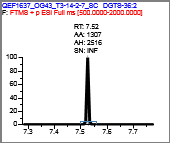 QEF1537_OG43_T3-14-2-7_SC DGTS-36:2
F: FTMS + p ESI Full ms [500.0000-2000.0000]
RT: 7.52
AA: 1307
AH: 2516
SN: INF
100
80
60
40
20
0
7.3 7.4 7.5 7.6 7.7